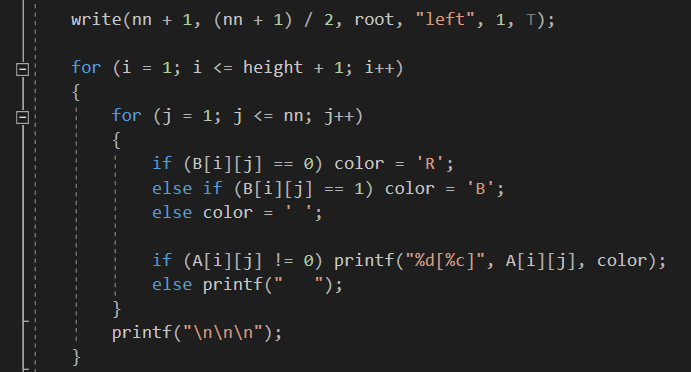 write(nn + 1, (nn + 1) / 2, root, "left", 1, T);
for (i = 1; i <= height + 1; i++)
{
for (j = 1; j <= nn; j++)
{
if (B[i][j] == 0) color = 'R';
else if (B[i][j] == 1) color = 'B';
else color = ' ';
if (A[i][j] != 0) printf("%d[%c]", A[i][j], color);
else printf("   ");
}
printf("\n\n\n");
}